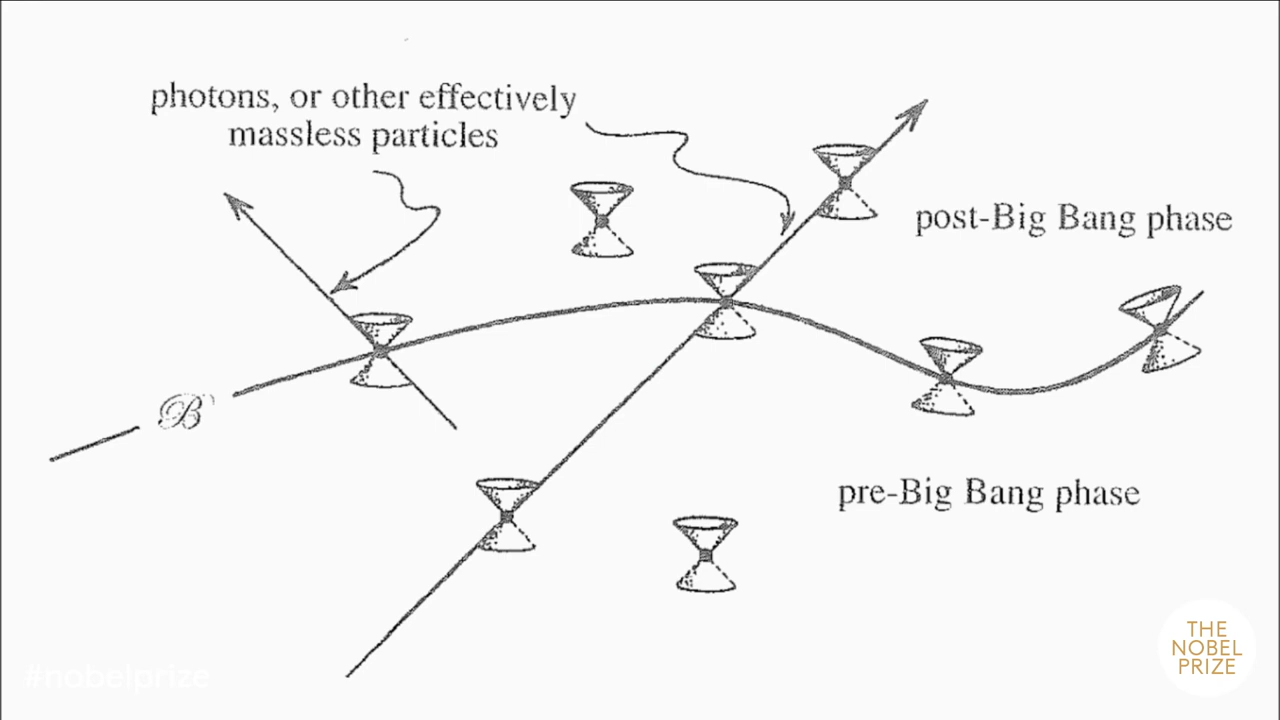 photons, or other effectively
massless particles
post-Big Bang phase
ℬ
pre-Big Bang phase
#nobelprize
THE
NOBEL
PRIZE